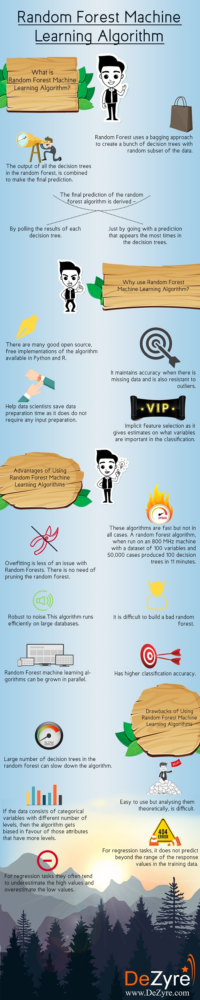 Random Forest Machine
Learning Algorithm
What is
Random Forest Machine
Learning Algorithm?
Random Forest uses a bagging approach
to create a bunch of decision trees with
random subset of the data.
The output of all the decision trees
in the random forest, is combined
to make the final prediction.
The final prediction of the random
forest algorithm is derived –
By polling the results of each
decision tree.
Just by going with a prediction
that appears the most times in
the decision trees.
Why use Random Forest
Machine Learning Algorithm?
There are many good open source,
free implementations of the algorithm
available in Python and R.
It maintains accuracy when there is
missing data and is also resistant to
outliers.
Help data scientists save data
preparation time as it does do not
require any input preparation.
VIP
Implicit feature selection as it
gives estimates on what variables
are important in the classification.
Advantages of Using
Random Forest Machine
Learning Algorithms
SPEED
These algorithms are fast but not in
all cases. A random forest algorithm,
when run on an 800 MHz machine
with a dataset of 100 variables and
50,000 cases produced 100 decision
trees in 11 minutes.
Overfitting is less of an issue with
Random Forests. There is no need of
pruning the random forest.
Robust to noise.This algorithm runs
efficiently on large databases.
It is difficult to build a bad random
forest.
Random Forest machine learning al-
gorithms can be grown in parallel.
Has higher classification accuracy.
Drawbacks of Using
Random Forest Machine
Learning Algorithms
SLOW
DOWNLOAD
Large number of decision trees in the
random forest can slow down the algorithm.
HELP!
Easy to use but analysing them
theoretically, is difficult.
If the data consists of categorical
variables with different number of
levels, then the algorithm gets
biased in favour of those attributes
that have more levels.
404
ERROR
For regression tasks, it does not predict
beyond the range of the response
values in the training data.
For regression tasks they often tend
to underestimate the high values and
overestimate the low values.
DeZyre
www.DeZyre.com